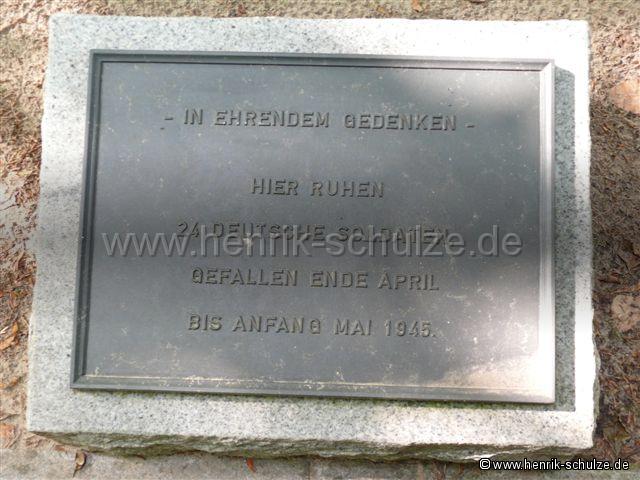 - IN EHRENDEM GEDENKEN -
HIER RUHEN
24 DEUTSCHE SOLDATEN
www.henrik-schulze.de
GEFALLEN ENDE APRIL
BIS ANFANG MAI 1945.
©www.henrik-schulze.de